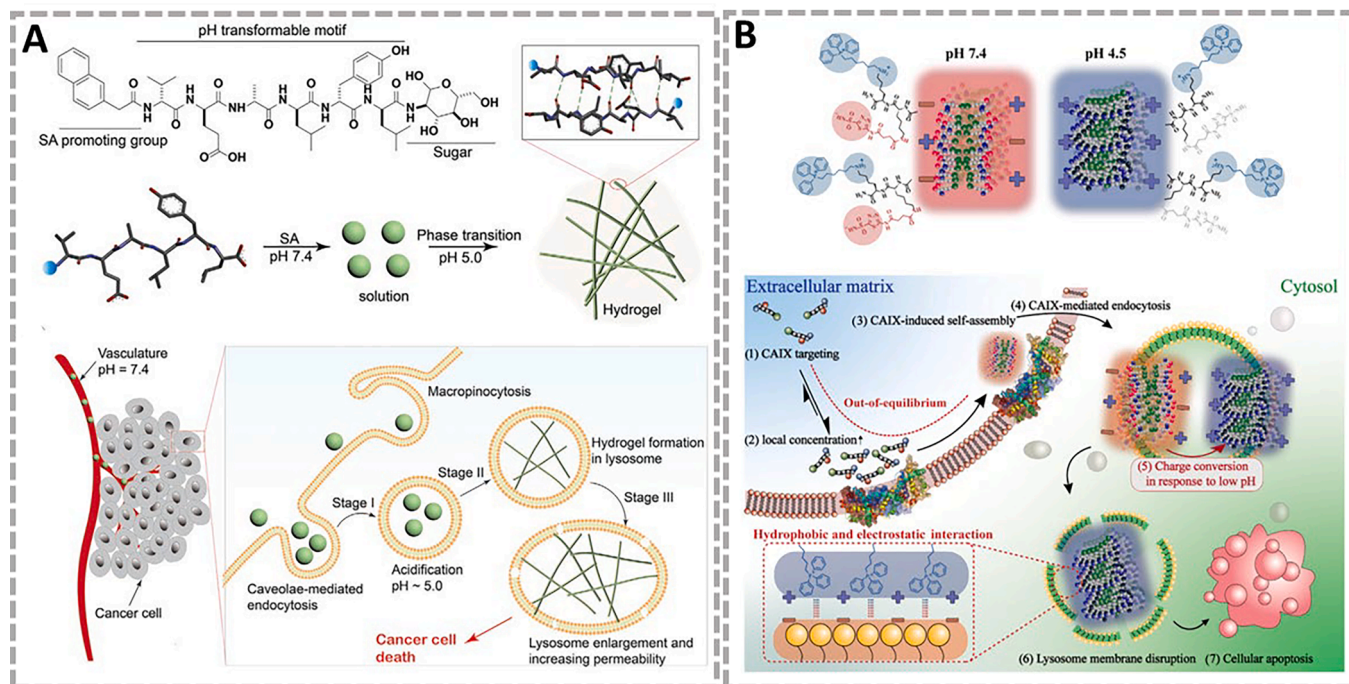 A
pH transformable motif
SA promoting group
Sugar
SA
pH 7.4
solution
Phase transition
pH 5.0
Hydrogel
Vasculature
pH = 7.4
Cancer cell
Macropinocytosis
Caveolae-mediated
endocytosis
Stage I
Acidification
pH ~ 5.0
Stage II
Hydrogel formation
in lysosome
Stage III
Lysosome enlargement and
increasing permeability
Cancer cell
death
B
pH 7.4
pH 4.5
Extracellular matrix
Cytosol
(1) CAIX targeting
(2) local concentration↑
(3) CAIX-induced self-assembly
(4) CAIX-mediated endocytosis
Out-of-equilibrium
(5) Charge conversion
in response to low pH
Hydrophobic and electrostatic interaction
(6) Lysosome membrane disruption
(7) Cellular apoptosis